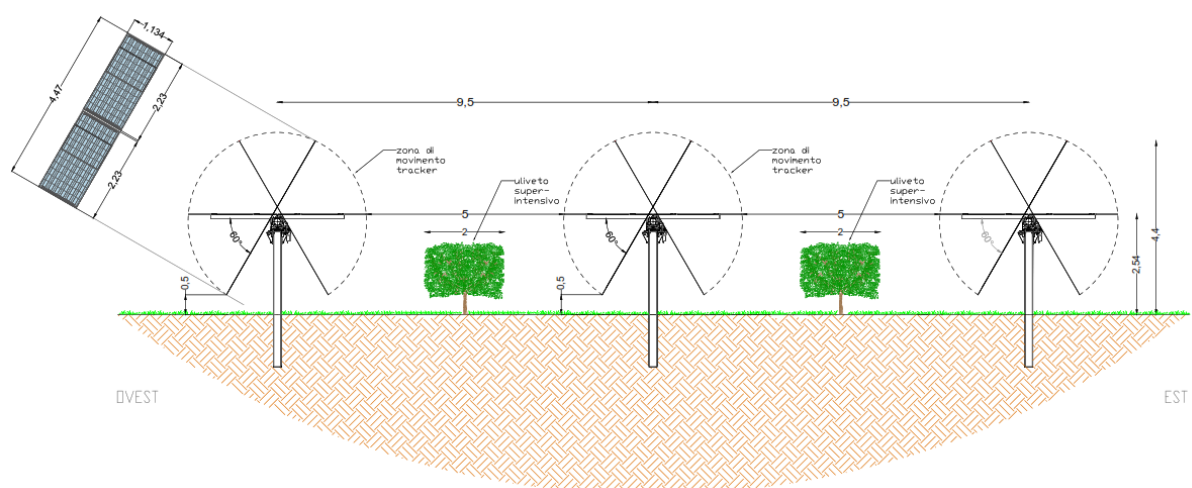 1,134
4,47
2,23
2,23
9,5
9,5
zona di
movimento
tracker
zona di
movimento
tracker
uliveto
super-
intensivo
uliveto
super-
intensivo
5
5
2
2
60°
60°
60°
0,5
0,5
2,54
4,4
OVEST
EST